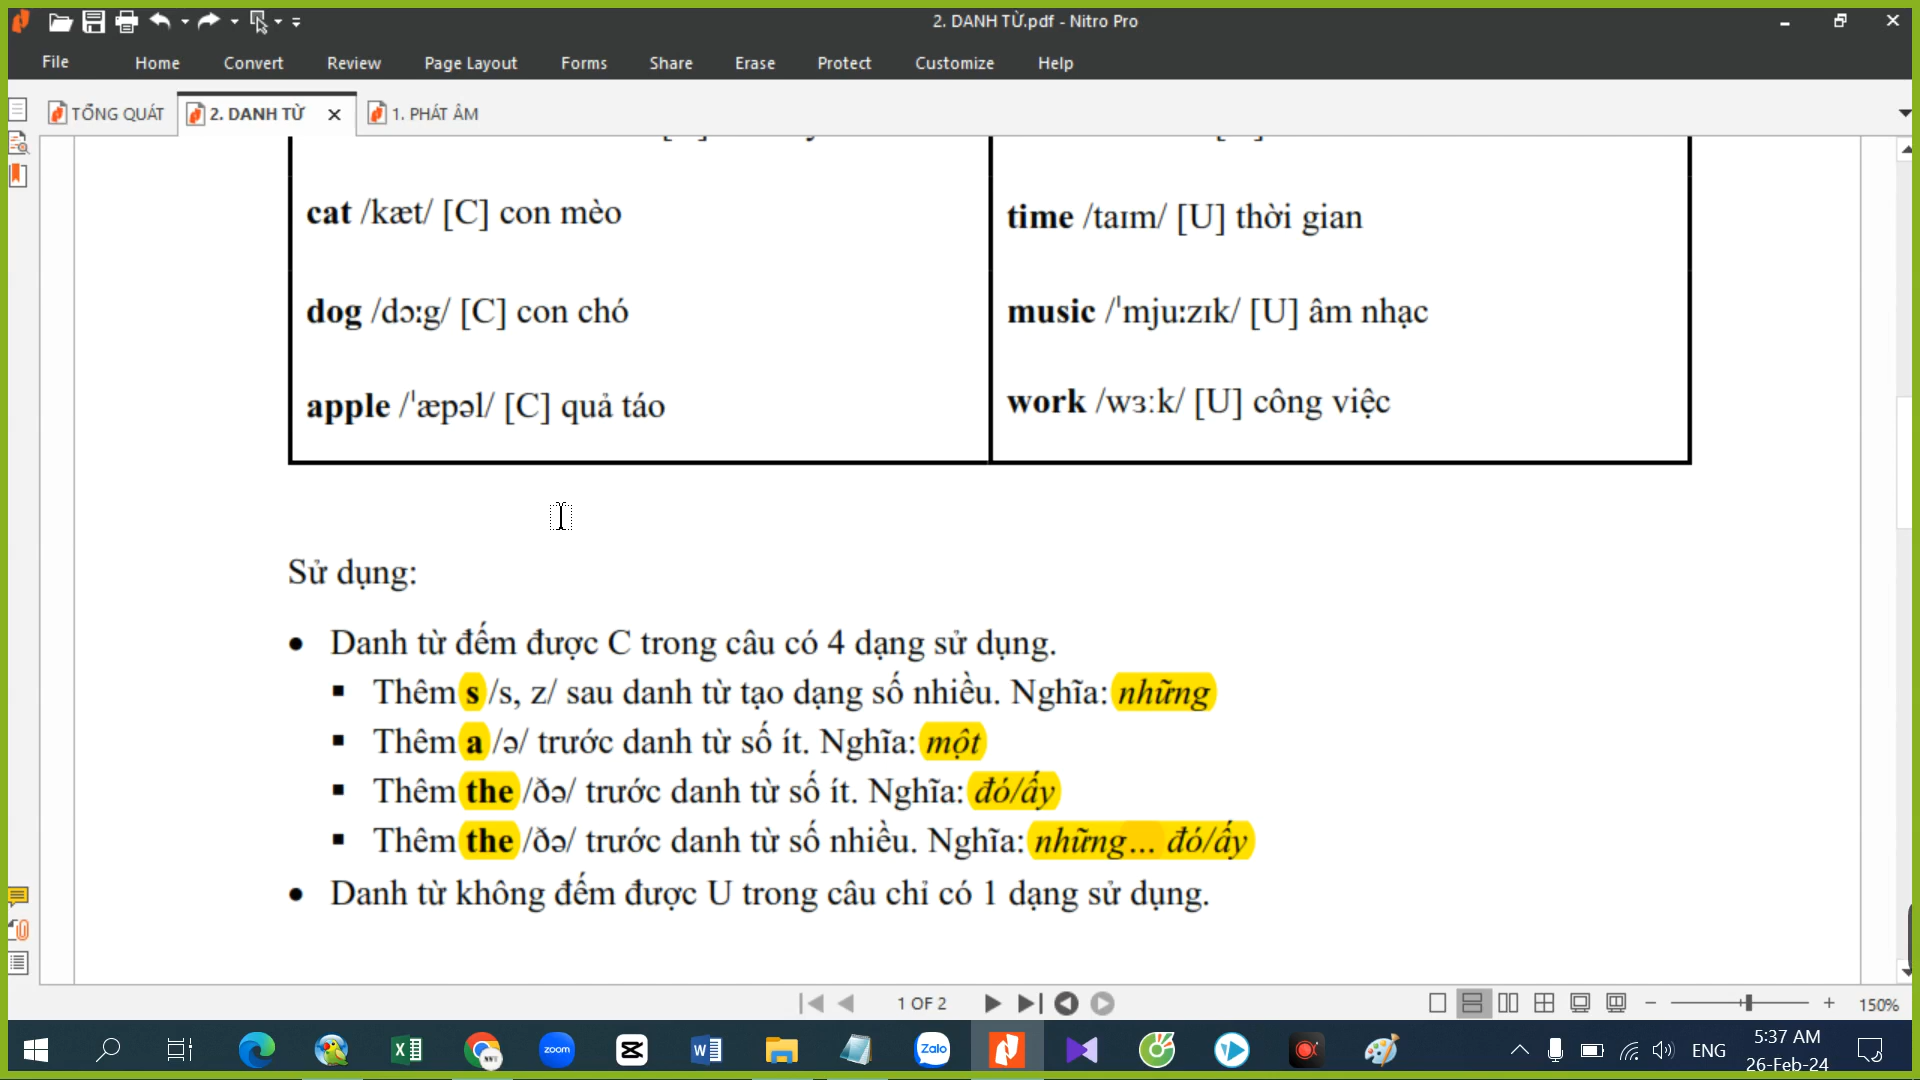 2. DANH TỪ.pdf - Nitro Pro
File Home Convert Review Page Layout Forms Share Erase Protect Customize Help
TỔNG QUÁT 2. DANH TỪ 1. PHÁT ÂM
cat /kæt/ [C] con mèo
time /taɪm/ [U] thời gian
dog /dɔːg/ [C] con chó
music /ˈmjuːzɪk/ [U] âm nhạc
apple /ˈæpəl/ [C] quả táo
work /wɜːk/ [U] công việc
Sử dụng:
• Danh từ đếm được C trong câu có 4 dạng sử dụng.
▪ Thêm s /s, z/ sau danh từ tạo dạng số nhiều. Nghĩa: những
▪ Thêm a /ə/ trước danh từ số ít. Nghĩa: một
▪ Thêm the /ðə/ trước danh từ số ít. Nghĩa: đó/ấy
▪ Thêm the /ðə/ trước danh từ số nhiều. Nghĩa: những... đó/ấy
• Danh từ không đếm được U trong câu chỉ có 1 dạng sử dụng.
1 OF 2
150%
zoom
Zalo
ENG
5:37 AM
26-Feb-24